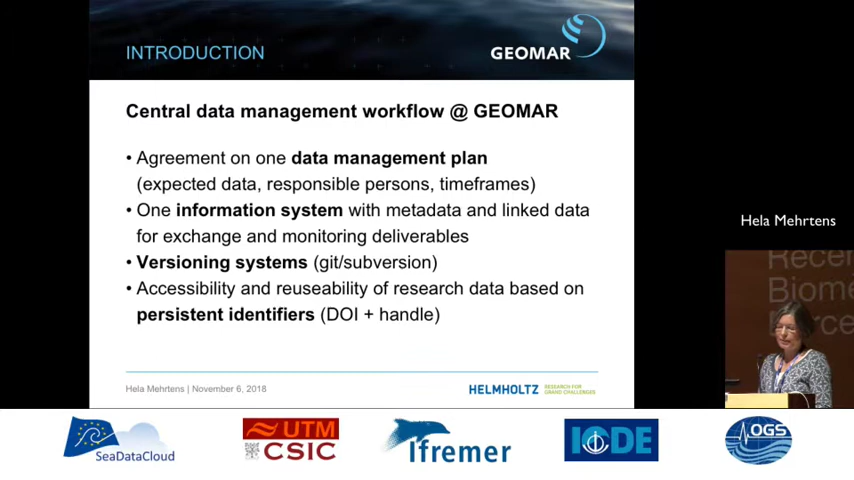 INTRODUCTION
GEOMAR
Central data management workflow @ GEOMAR
• Agreement on one data management plan
(expected data, responsible persons, timeframes)
• One information system with metadata and linked data
for exchange and monitoring deliverables
• Versioning systems (git/subversion)
• Accessibility and reuseability of research data based on
persistent identifiers (DOI + handle)
Hela Mehrtens | November 6, 2018
HELMHOLTZ
RESEARCH FOR
GRAND CHALLENGES
Hela Mehrtens
Recen
Biome
erce
SeaDataCloud
UTM
CSIC
Ifremer
IODE
OGS